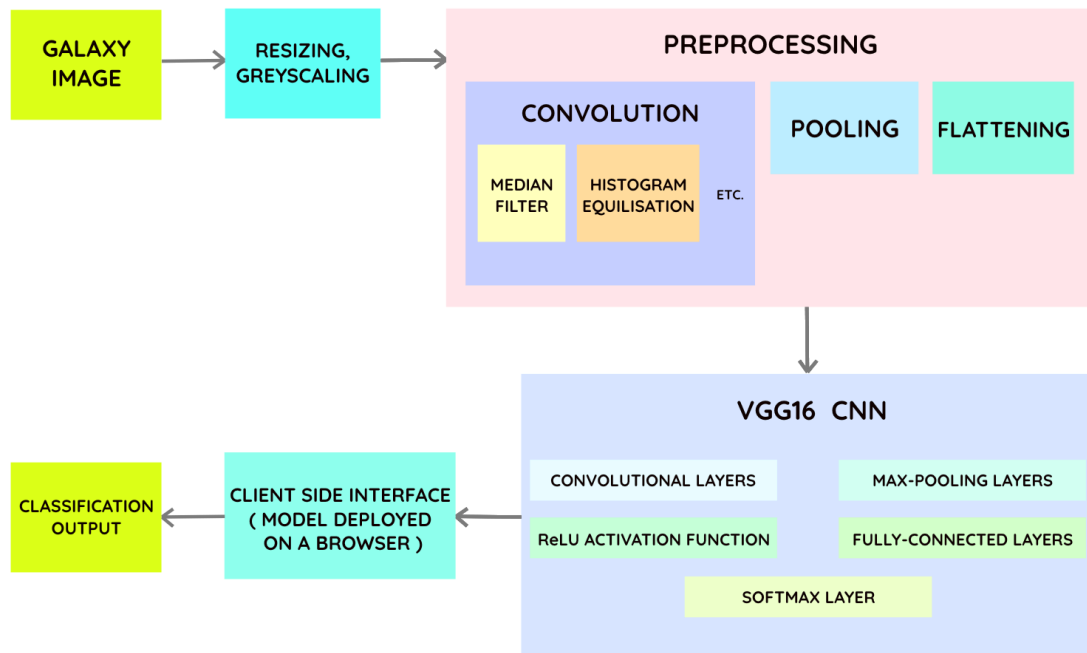 GALAXY
IMAGE
RESIZING,
GREYSCALING
PREPROCESSING
CONVOLUTION
MEDIAN
FILTER
HISTOGRAM
EQUILISATION
ETC.
POOLING
FLATTENING
VGG16 CNN
CONVOLUTIONAL LAYERS
MAX-POOLING LAYERS
ReLU ACTIVATION FUNCTION
FULLY-CONNECTED LAYERS
SOFTMAX LAYER
CLIENT SIDE INTERFACE
( MODEL DEPLOYED
ON A BROWSER )
CLASSIFICATION
OUTPUT